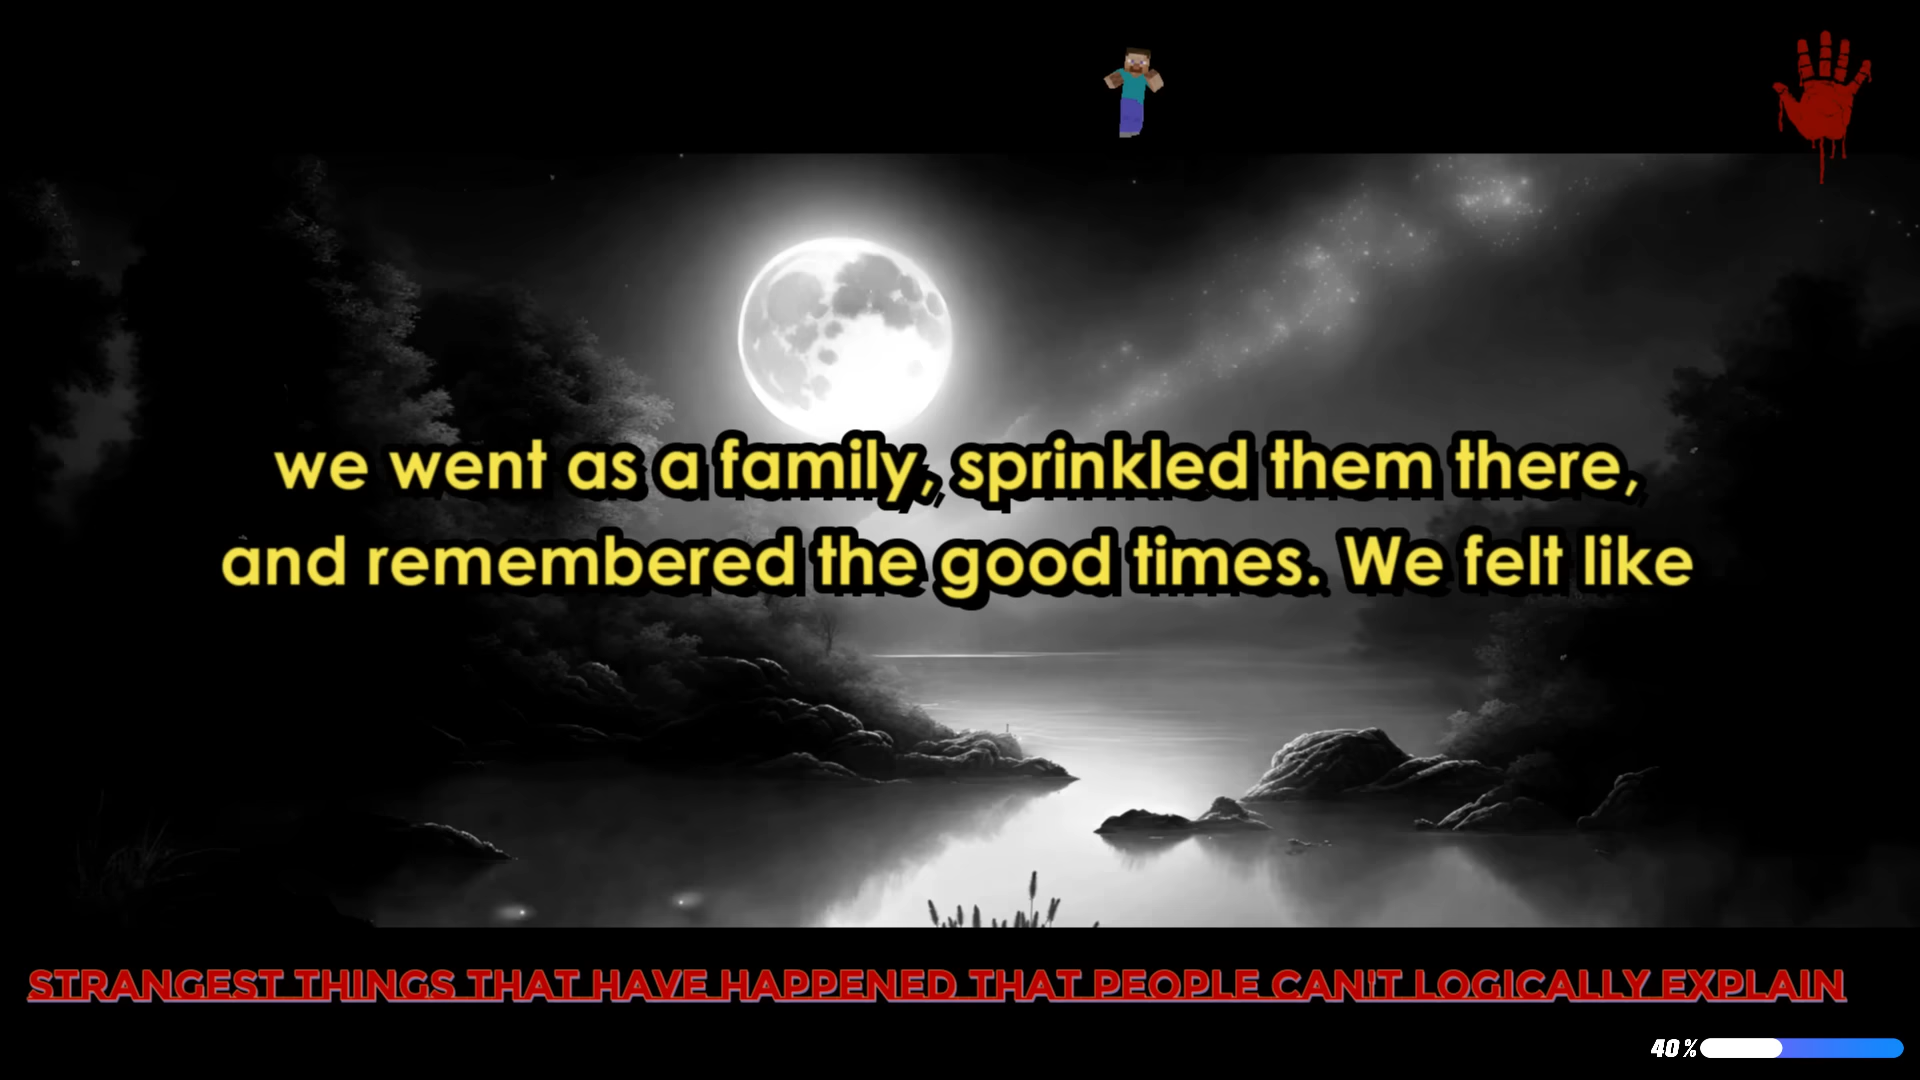 we went as a family, sprinkled them there,
and remembered the good times. We felt like
STRANGEST THINGS THAT HAVE HAPPENED THAT PEOPLE CAN'T LOGICALLY EXPLAIN
40%